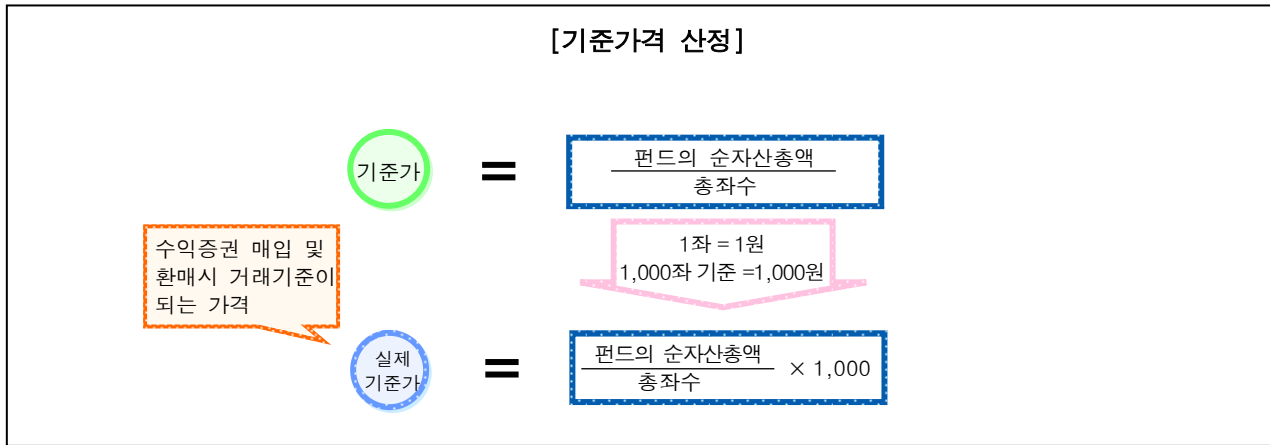 [기준가격 산정]
기준가
=
펀드의 순자산총액
총좌수
1좌 = 1원
1,000좌 기준 =1,000원
수익증권 매입 및
환매시 거래기준이
되는 가격
실제
기준가
=
펀드의 순자산총액
총좌수
× 1,000